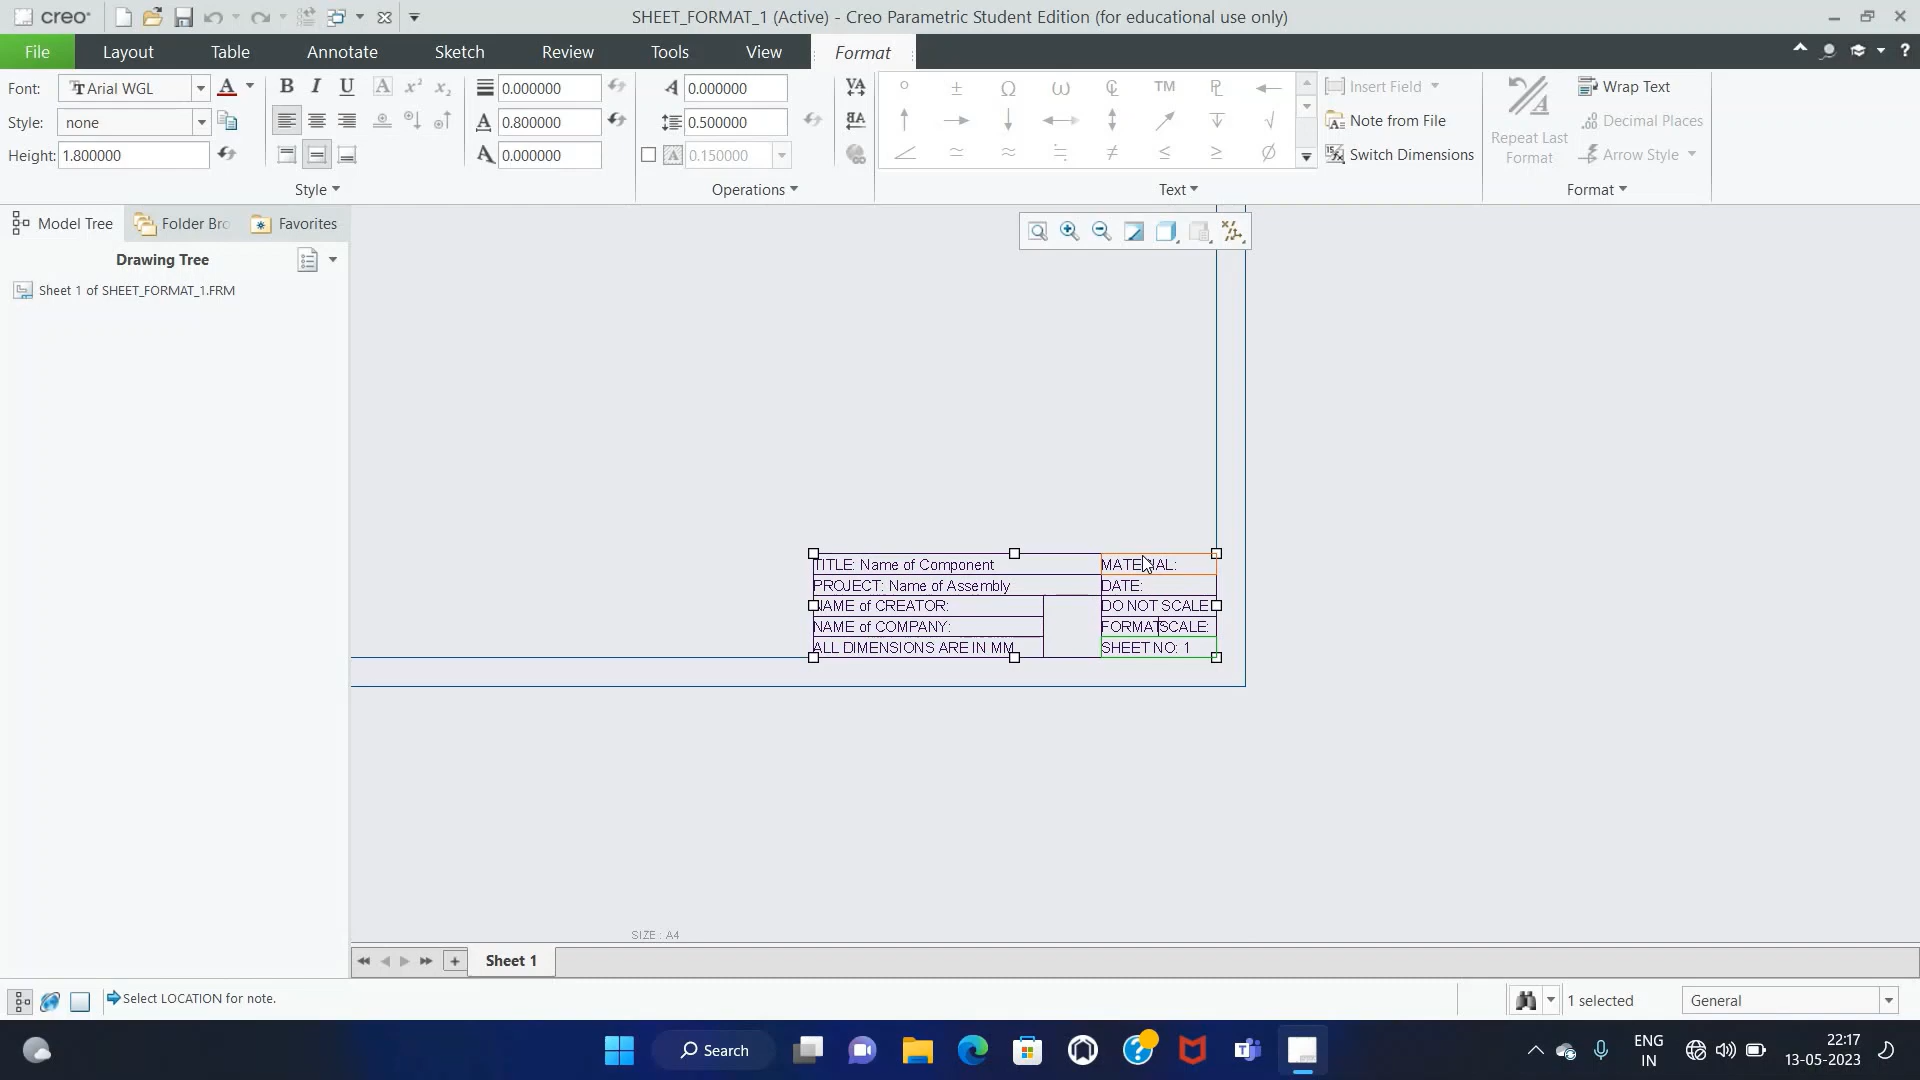 creo
SHEET_FORMAT_1 (Active) - Creo Parametric Student Edition (for educational use only)
File
Layout
Table
Annotate
Sketch
Review
Tools
View
Format
Font:
Arial WGL
B I U
0.000000
0.000000
Insert Field
Wrap Text
Style:
none
0.800000
0.500000
Note from File
Decimal Places
Height:
1.800000
0.000000
0.150000
Switch Dimensions
Repeat Last
Format
Arrow Style
Style
Operations
Text
Format
Model Tree
Folder Bro
Favorites
Drawing Tree
Sheet 1 of SHEET_FORMAT_1.FRM
TITLE: Name of Component
MATERIAL:
PROJECT: Name of Assembly
DATE:
NAME of CREATOR:
DO NOT SCALE
NAME of COMPANY:
FORMAT
SCALE:
ALL DIMENSIONS ARE IN MM
SHEET NO: 1
SIZE : A4
Sheet 1
Select LOCATION for note.
1 selected
General
Search
ENG
IN
22:17
13-05-2023